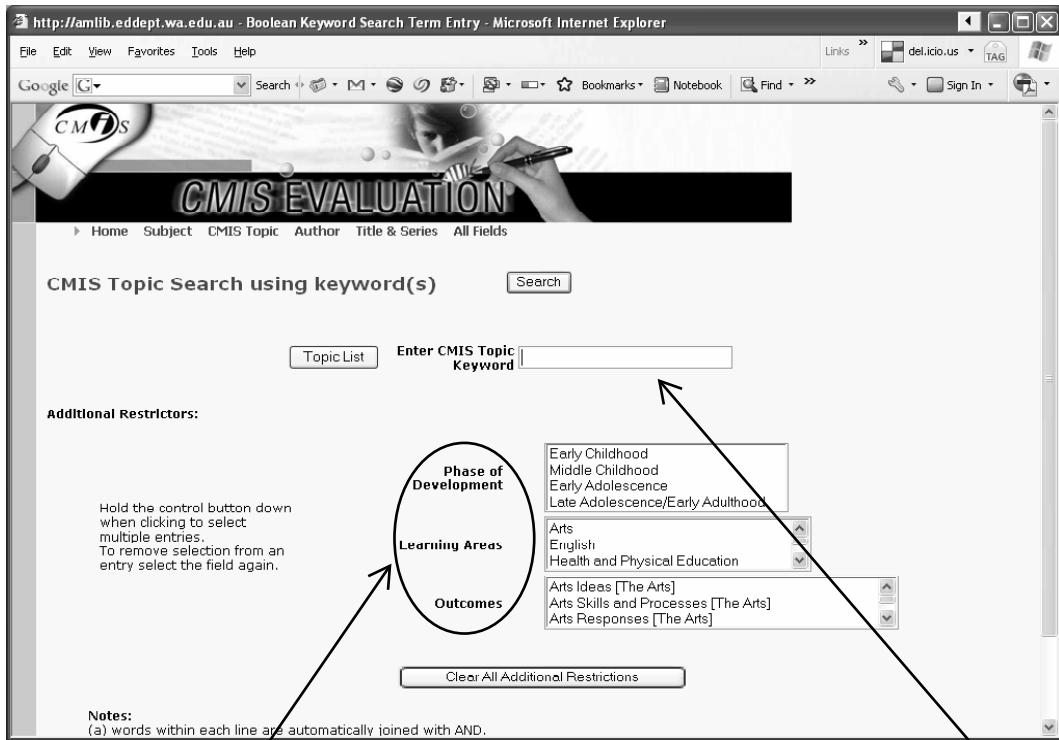 http://amlib.eddept.wa.edu.au - Boolean Keyword Search Term Entry - Microsoft Internet Explorer
File Edit View Favorites Tools Help Links » del.icio.us TAG
Google G Search M Bookmarks Notebook Find » Sign In
CMIS
CMIS EVALUATION
Home Subject CMIS Topic Author Title & Series All Fields
CMIS Topic Search using keyword(s) Search
Topic List Enter CMIS Topic
Keyword
Additional Restrictors:
Phase of
Development
Early Childhood
Middle Childhood
Early Adolescence
Late Adolescence/Early Adulthood
Hold the control button down
when clicking to select
multiple entries.
To remove selection from an
entry select the field again.
Learning Areas
Arts
English
Health and Physical Education
Outcomes
Arts Ideas [The Arts]
Arts Skills and Processes [The Arts]
Arts Responses [The Arts]
Clear All Additional Restrictions
Notes:
(a) words within each line are automatically joined with AND.